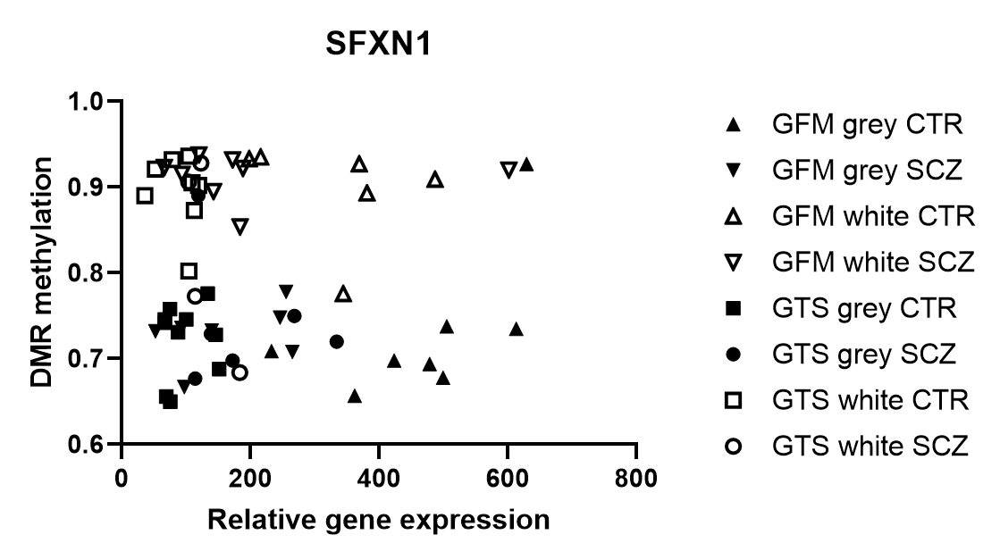 SFXN1
DMR methylation
1.0
0.9
0.8
0.7
0.6
0 200 400 600 800
Relative gene expression
GFM grey CTR
GFM grey SCZ
GFM white CTR
GFM white SCZ
GTS grey CTR
GTS grey SCZ
GTS white CTR
GTS white SCZ